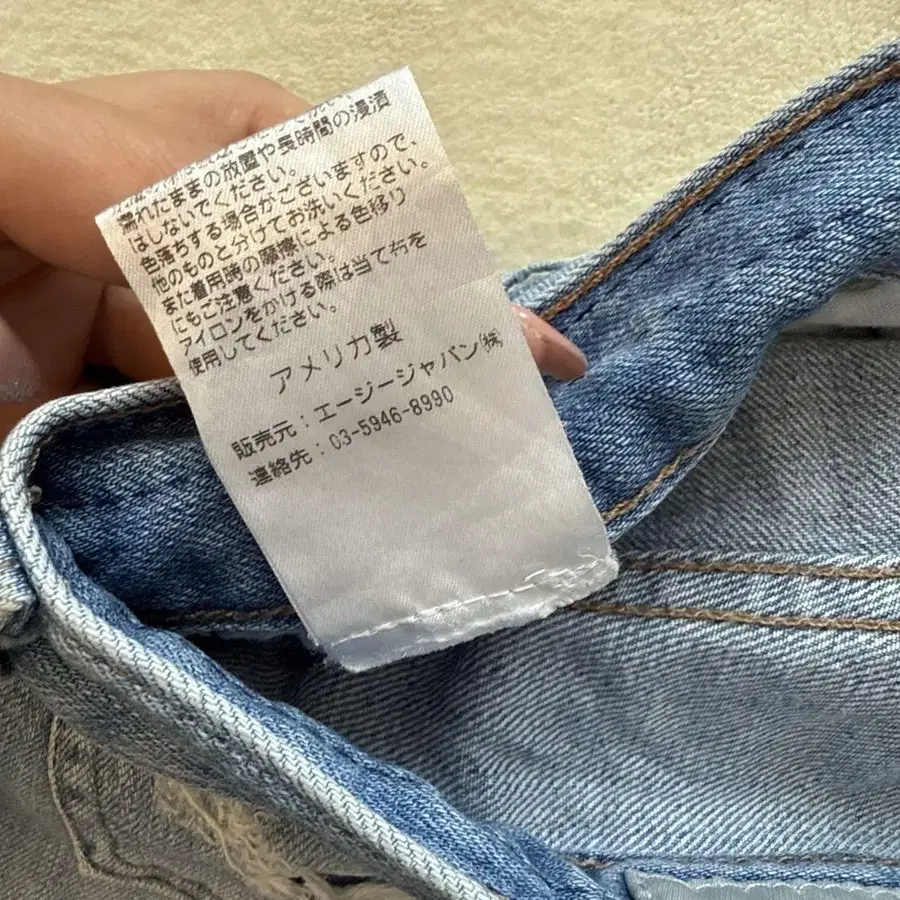 濡れたままの放置や長時間の浸漬
はしないでください。
色落ちする場合がございますので、
他のものと分けてお洗いください。
また着用時の摩擦による色移り
にもご注意ください。
アイロンをかける際は当て布を
使用してください。
アメリカ製
販売元：エージージャパン㈱
連絡先：03-5946-8990